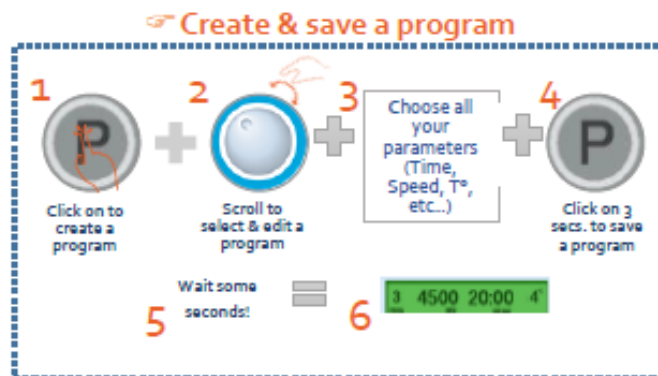 ☞ Create & save a program
1
P
Click on to
create a
program
2
Scroll to
select & edit a
program
3
Choose all
your
parameters
(Time,
Speed, T°,
etc...)
4
P
Click on 3
secs. to save
a program
5
Wait some
seconds!
6
3 4500 20:00 4°